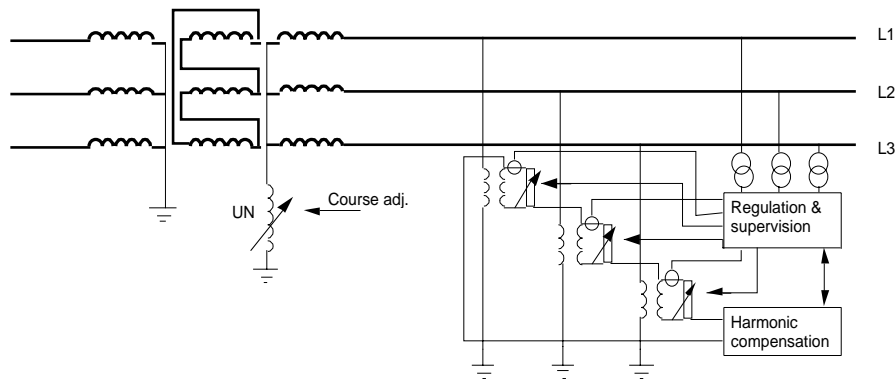 L1
L2
L3
UN
Course adj.
Regulation &
supervision
Harmonic
compensation